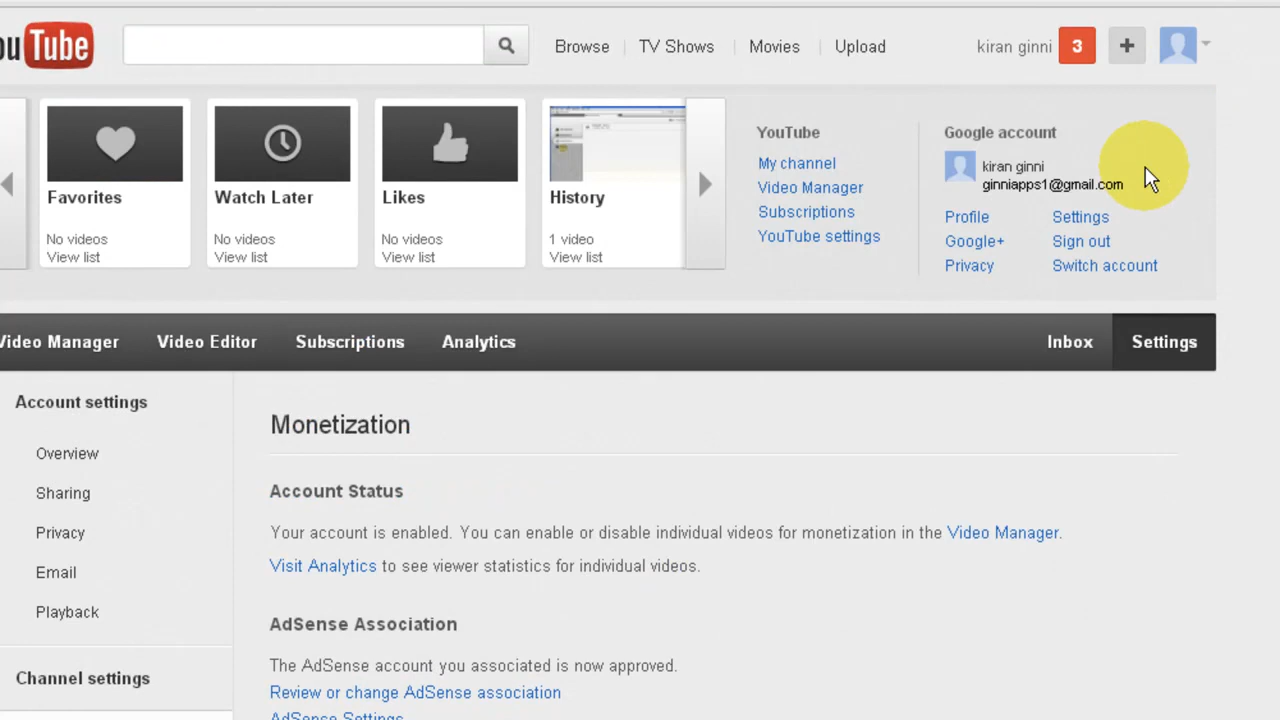 ouTube
Browse
TV Shows
Movies
Upload
kiran ginni
3
Favorites
No videos
View list
Watch Later
No videos
View list
Likes
No videos
View list
History
1 video
View list
YouTube
My channel
Video Manager
Subscriptions
YouTube settings
Google account
kiran ginni
ginniapps1@gmail.com
Profile
Google+
Privacy
Settings
Sign out
Switch account
Video Manager
Video Editor
Subscriptions
Analytics
Inbox
Settings
Account settings
Overview
Sharing
Privacy
Email
Playback
Channel settings
Monetization
Account Status
Your account is enabled. You can enable or disable individual videos for monetization in the Video Manager.
Visit Analytics to see viewer statistics for individual videos.
AdSense Association
The AdSense account you associated is now approved.
Review or change AdSense association
AdSense Settings